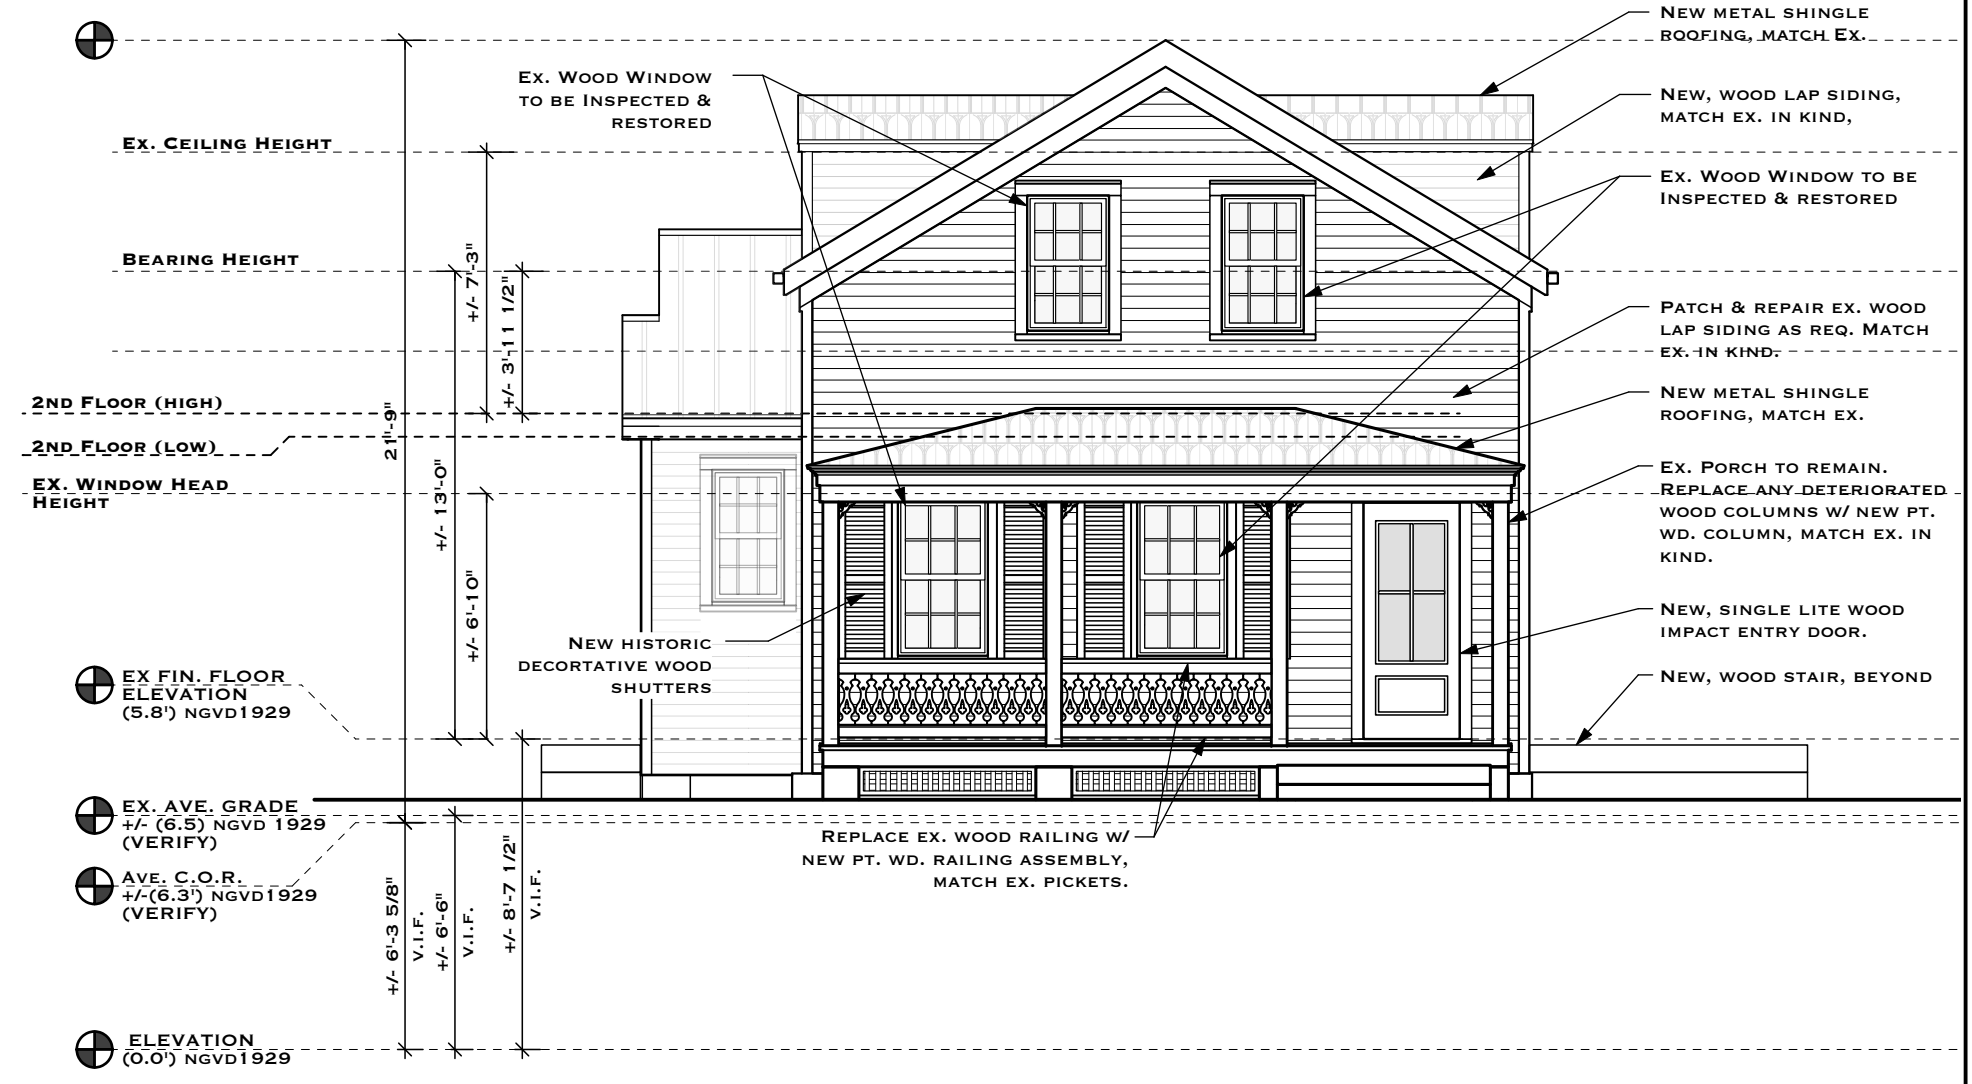 Ex. Ceiling Height
Bearing Height
2nd Floor (high)
2nd Floor (low)
EX. Window Head
Height
EX Fin. Floor
Elevation
(5.8') NGVD1929
EX. AVE. GRADE
+/- (6.5) NGVD 1929
(VERIFY)
Ave. C.O.R.
+/-(6.3') NGVD1929
(VERIFY)
ELEVATION
(0.0') NGVD1929
21'-9"
+/- 13'-0"
+/- 7'-3"
+/- 3'-11 1/2"
+/- 6'-10"
+/- 6'-3 5/8"
V.I.F.
+/- 6'-6"
V.I.F.
+/- 8'-7 1/2"
V.I.F.
Ex. Wood Window
to be Inspected &
restored
New historic
decortative wood
shutters
Replace ex. wood railing w/
new pt. wd. railing assembly,
match ex. pickets.
New metal shingle
roofing, match Ex.
New, wood lap siding,
match ex. in kind,
Ex. Wood Window to be
Inspected & restored
Patch & repair ex. wood
lap siding as req. Match
ex. in kind.
New metal shingle
roofing, match ex.
Ex. Porch to remain.
Replace any deteriorated
wood columns w/ new pt.
wd. column, match ex. in
kind.
New, single lite wood
impact entry door.
New, wood stair, beyond